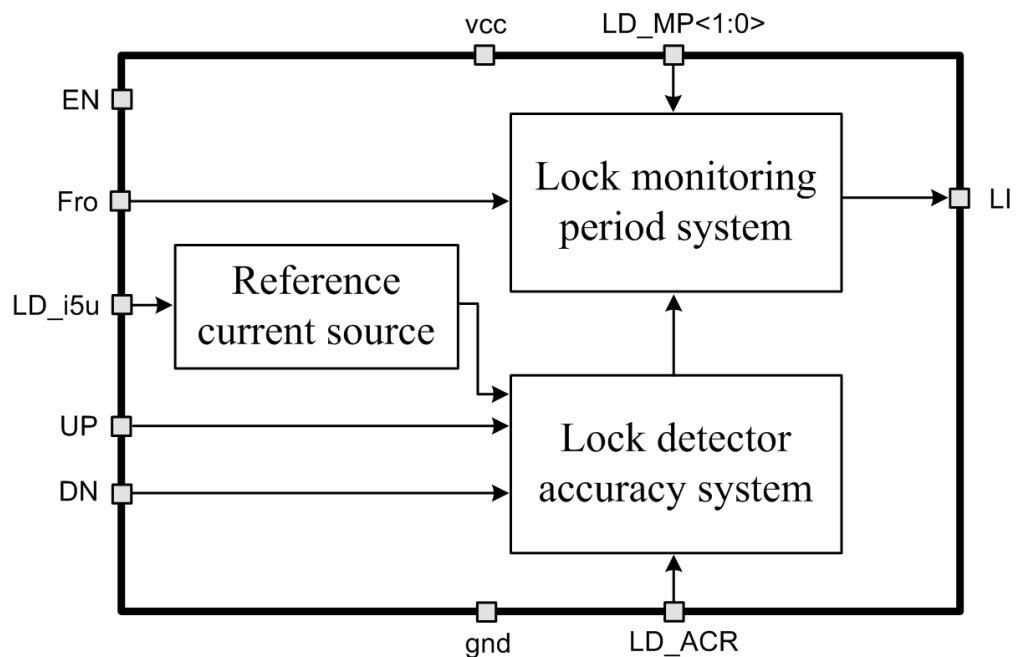 vcc
LD_MP<1:0>
EN
Fro
Lock monitoring
period system
LI
LD_i5u
Reference
current source
UP
DN
Lock detector
accuracy system
gnd
LD_ACR